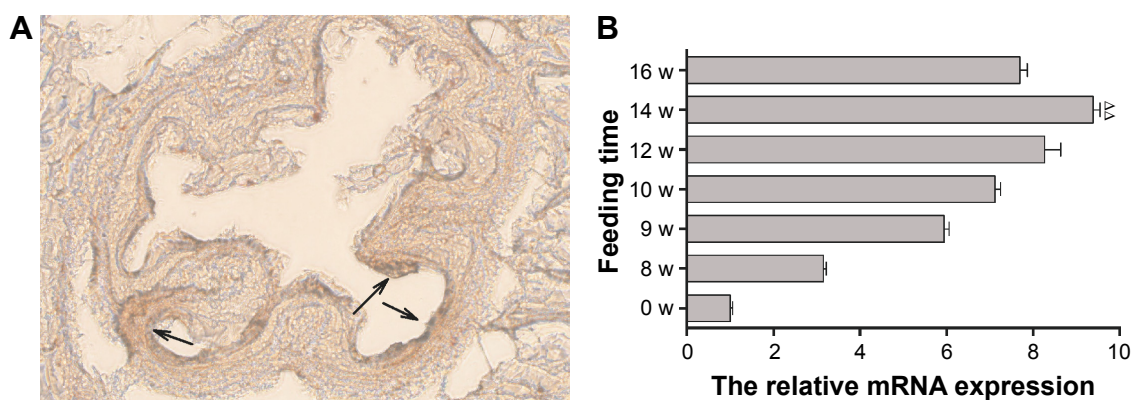 A
B
Feeding time
16 w
14 w
12 w
10 w
9 w
8 w
0 w
0 2 4 6 8 10
The relative mRNA expression